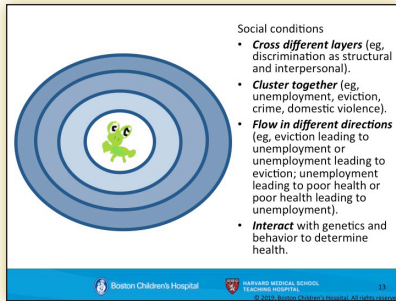 Social conditions
• Cross different layers (eg,
discrimination as structural
and interpersonal).
• Cluster together (eg,
unemployment, eviction,
crime, domestic violence).
• Flow in different directions
(eg, eviction leading to
unemployment or
unemployment leading to
eviction; unemployment
leading to poor health or
poor health leading to
unemployment).
• Interact with genetics and
behavior to determine
health.
Boston Children's Hospital
HARVARD MEDICAL SCHOOL
TEACHING HOSPITAL
13
© 2019. Boston Children's Hospital. All rights reserved